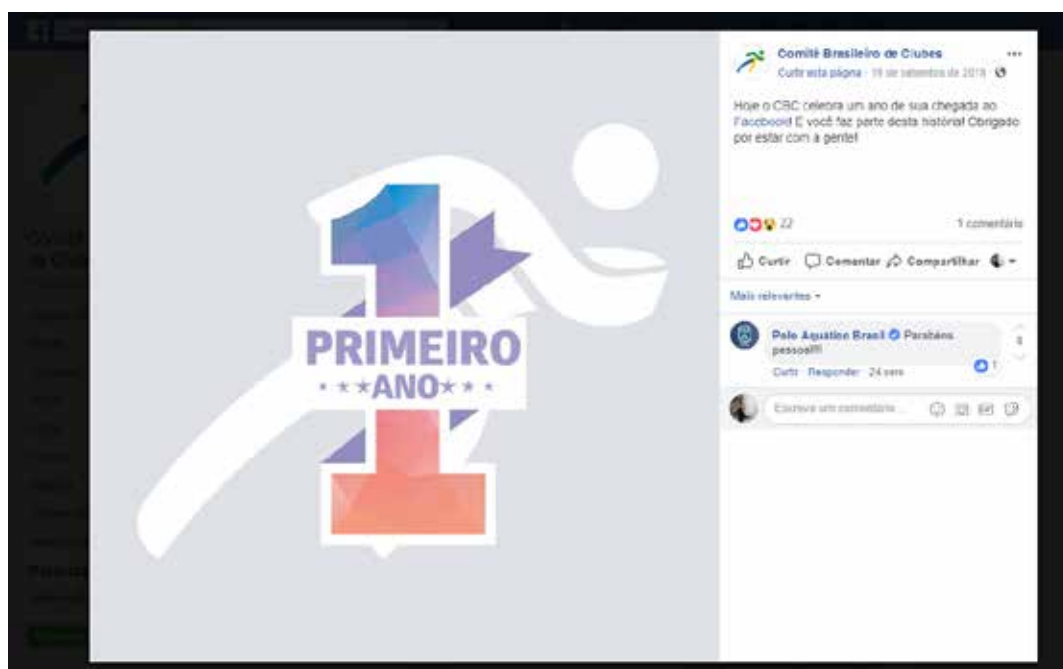 PRIMEIRO
ANO
Comitê Brasileiro de Clubes
Curtir esta página · 19 de setembro de 2018
Hoje o CBC celebra um ano de sua chegada ao
Facebook! E você faz parte desta história! Obrigado
por estar com a gente!
22
1 comentário
Curtir Comentar Compartilhar
Mais relevantes
Polo Aquático Brasil Parabéns
pessoal!!!
1
Curtir Responder 24 sem
Escreva um comentário...